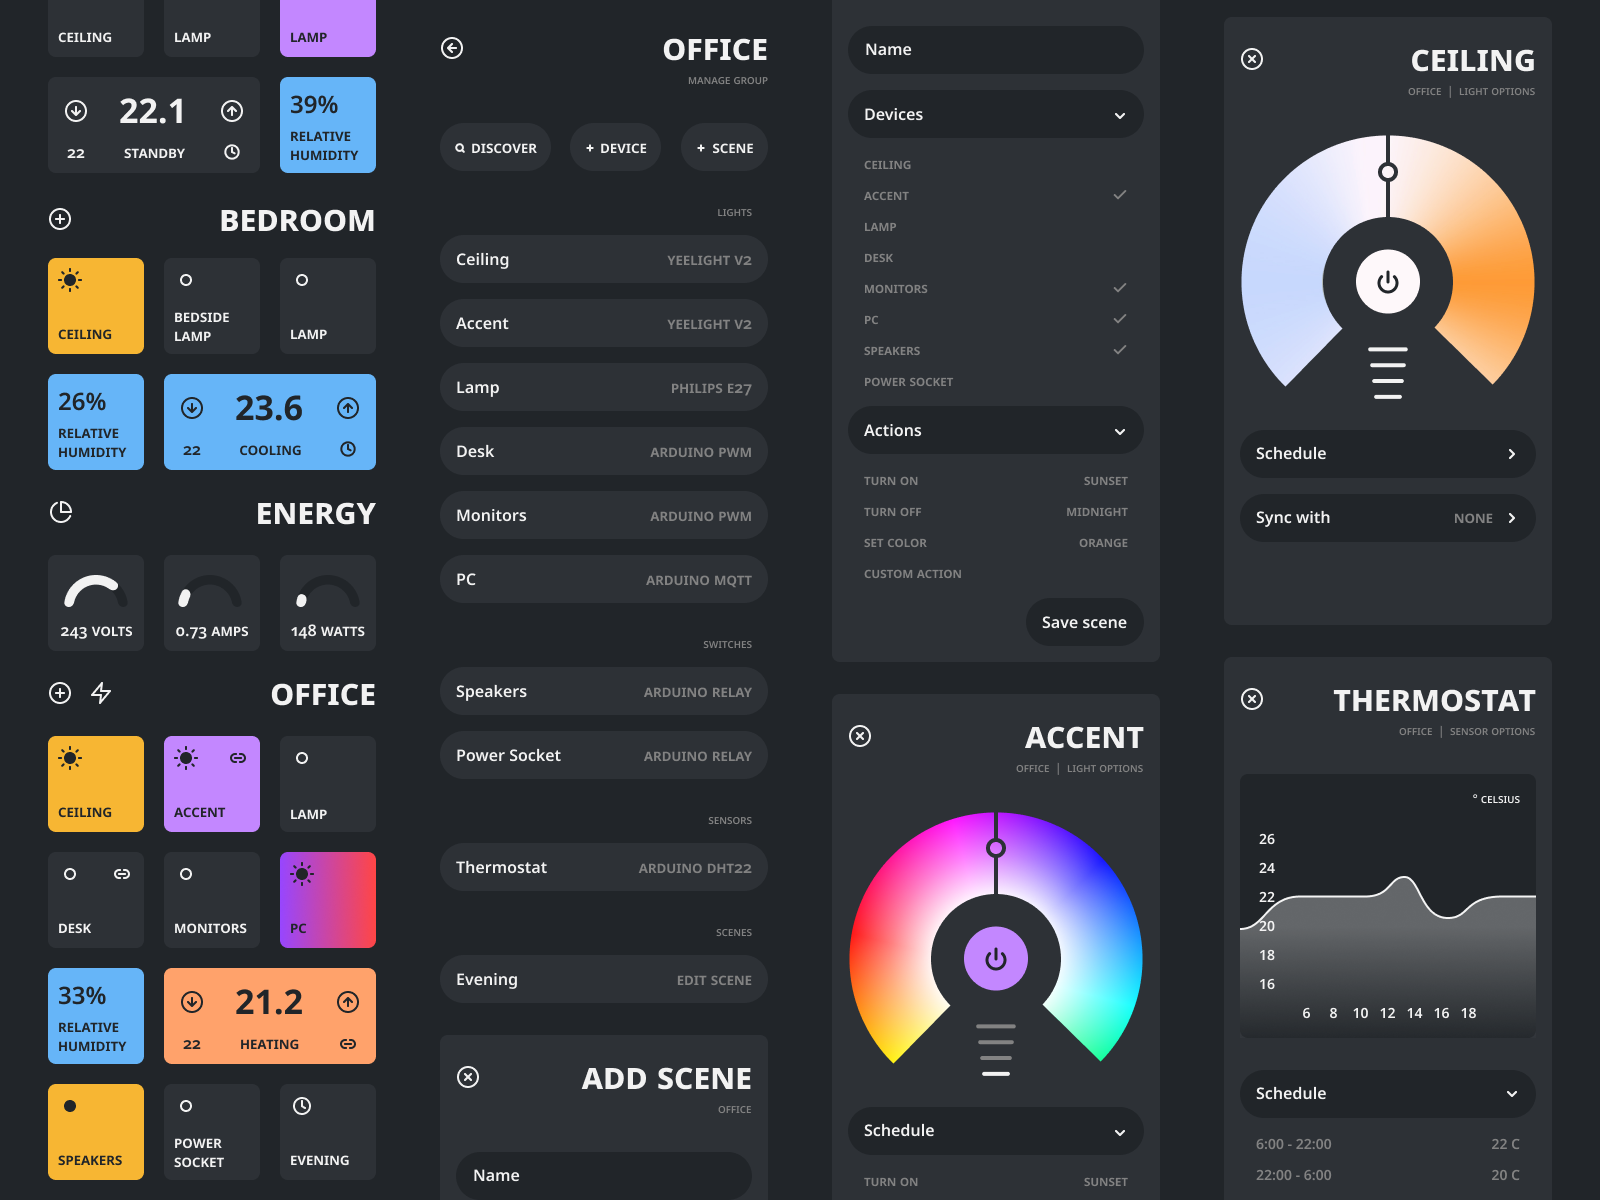 CEILING
LAMP
LAMP
22.1
22
STANDBY
39%
RELATIVE
HUMIDITY
BEDROOM
CEILING
BEDSIDE
LAMP
LAMP
26%
RELATIVE
HUMIDITY
23.6
22
COOLING
ENERGY
243 VOLTS
0.73 AMPS
148 WATTS
OFFICE
CEILING
ACCENT
LAMP
DESK
MONITORS
PC
33%
RELATIVE
HUMIDITY
21.2
22
HEATING
SPEAKERS
POWER
SOCKET
EVENING
OFFICE
MANAGE GROUP
DISCOVER
+ DEVICE
+ SCENE
LIGHTS
Ceiling YEELIGHT V2
Accent YEELIGHT V2
Lamp PHILIPS E27
Desk ARDUINO PWM
Monitors ARDUINO PWM
PC ARDUINO MQTT
SWITCHES
Speakers ARDUINO RELAY
Power Socket ARDUINO RELAY
SENSORS
Thermostat ARDUINO DHT22
SCENES
Evening EDIT SCENE
ADD SCENE
OFFICE
Name
Name
Devices
CEILING
ACCENT
LAMP
DESK
MONITORS
PC
SPEAKERS
POWER SOCKET
Actions
TURN ON SUNSET
TURN OFF MIDNIGHT
SET COLOR ORANGE
CUSTOM ACTION
Save scene
ACCENT
OFFICE | LIGHT OPTIONS
Schedule
TURN ON SUNSET
CEILING
OFFICE | LIGHT OPTIONS
Schedule
Sync with NONE
THERMOSTAT
OFFICE | SENSOR OPTIONS
° CELSIUS
26
24
22
20
18
16
6 8 10 12 14 16 18
Schedule
6:00 - 22:00 22 C
22:00 - 6:00 20 C